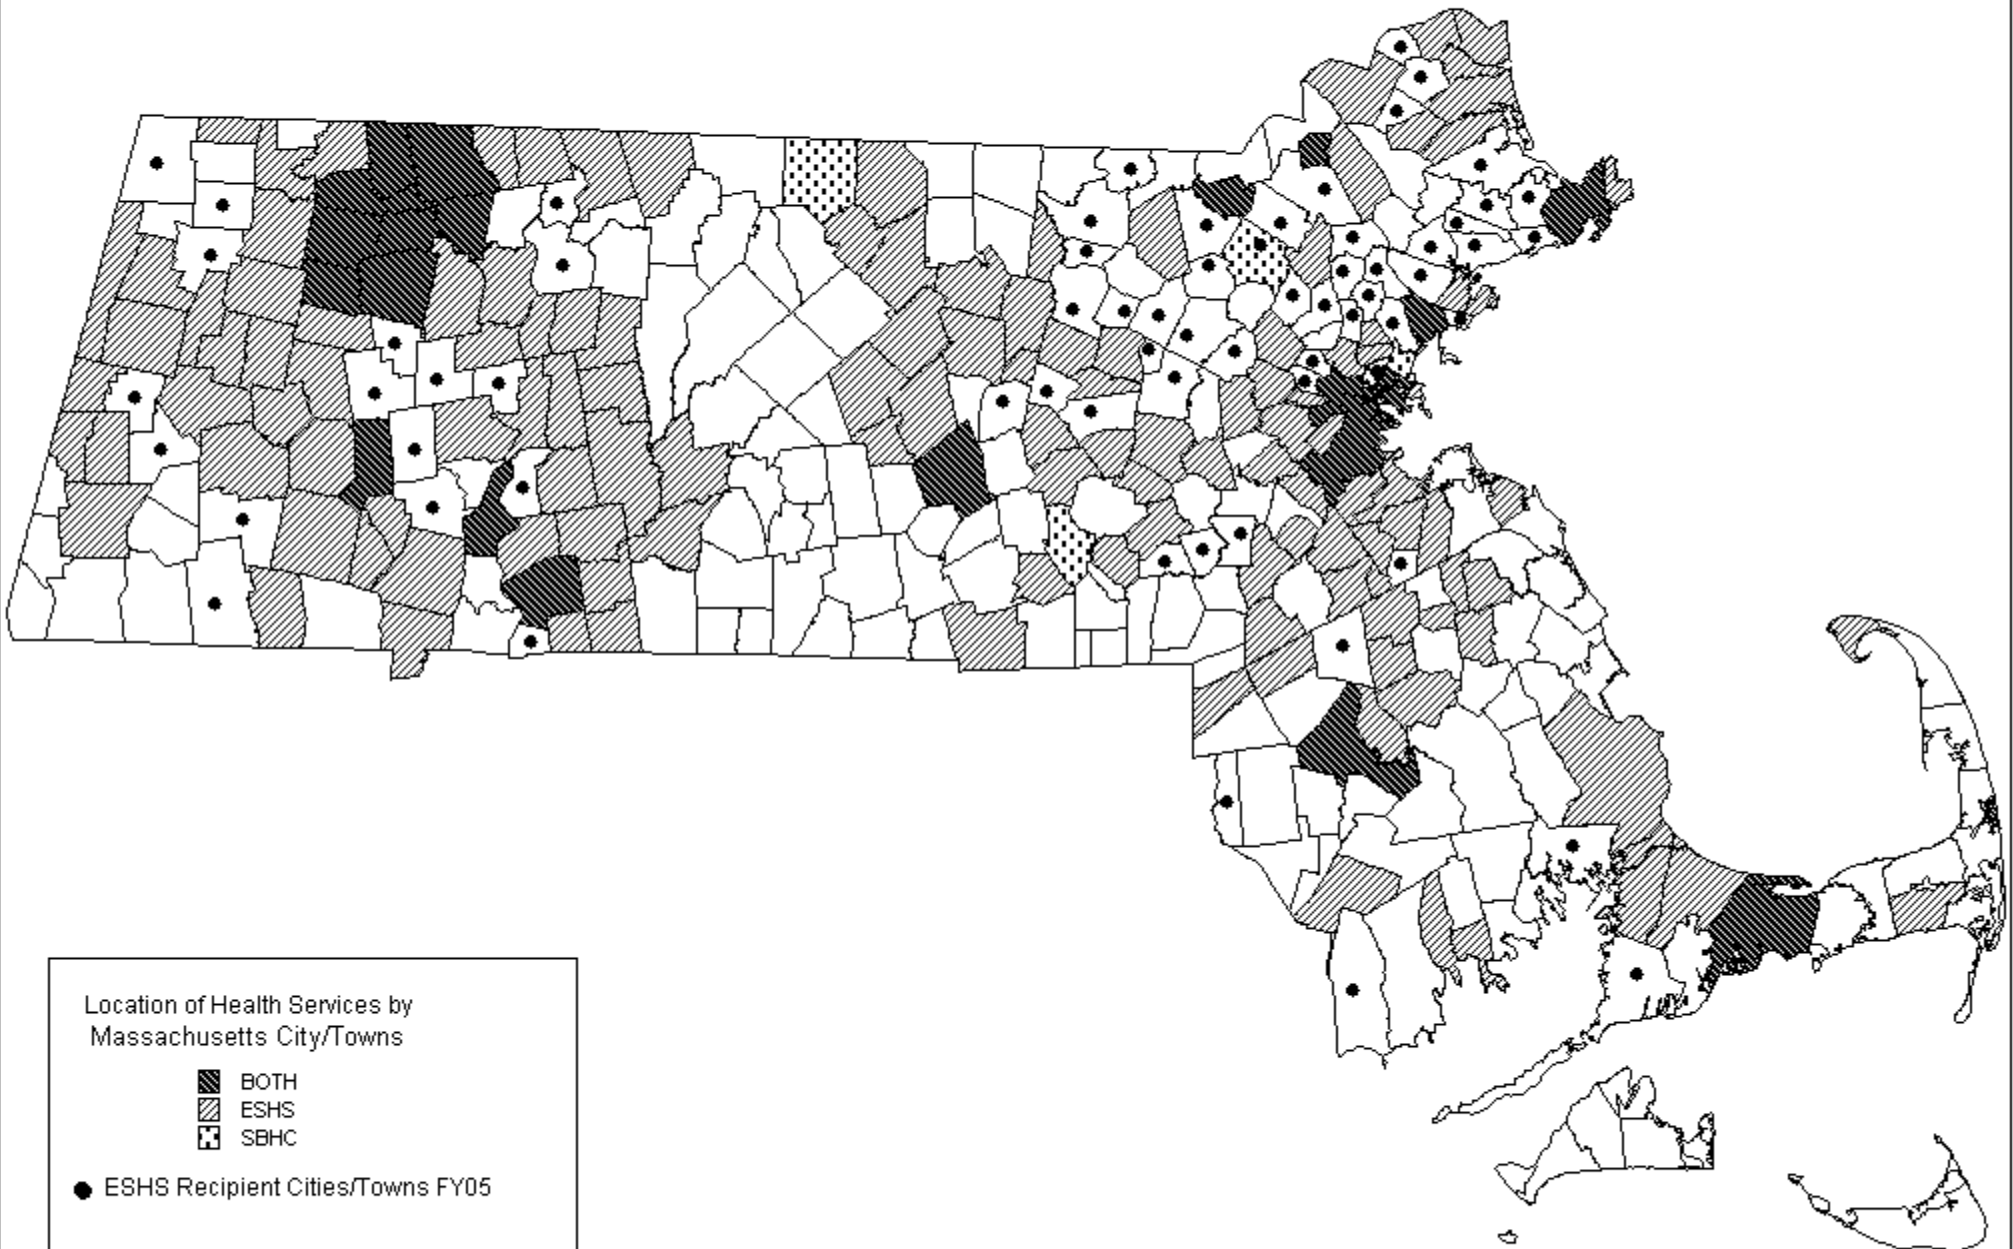 Location of Health Services by
Massachusetts City/Towns
BOTH
ESHS
SBHC
ESHS Recipient Cities/Towns FY05